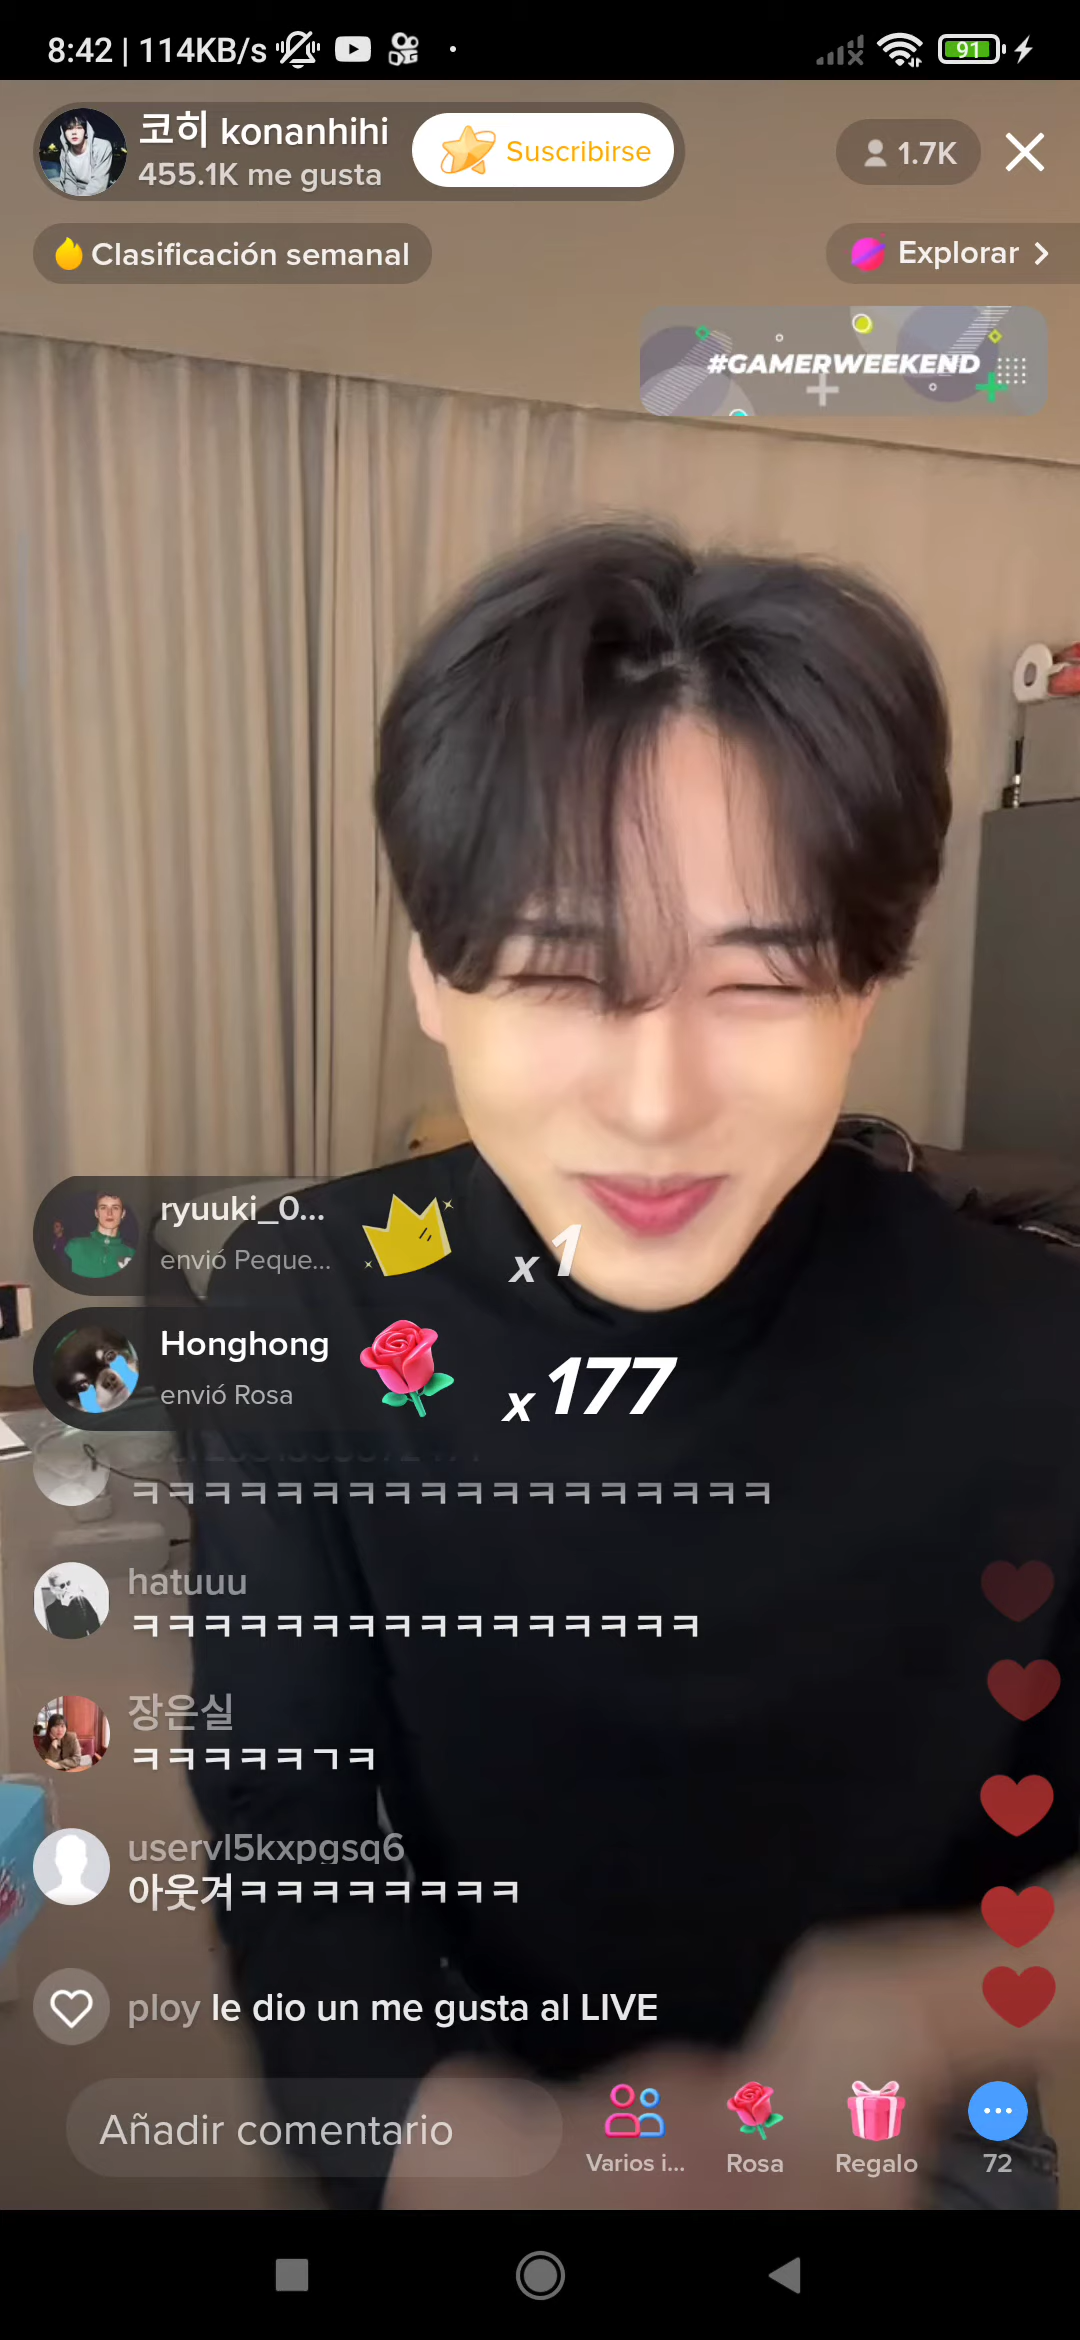 8:42 | 114KB/s
91
코히 konanhihi
455.1K me gusta
Suscribirse
1.7K
Clasificación semanal
Explorar
#GAMERWEEKEND
ryuuki_0...
envió Peque...
x 1
Honghong
envió Rosa
x 177
ㅋㅋㅋㅋㅋㅋㅋㅋㅋㅋㅋㅋㅋㅋㅋㅋㅋㅋ
hatuuu
ㅋㅋㅋㅋㅋㅋㅋㅋㅋㅋㅋㅋㅋㅋㅋㅋ
장은실
ㅋㅋㅋㅋㅋㄱㅋ
uservl5kxpgsq6
아웃겨ㅋㅋㅋㅋㅋㅋㅋㅋ
ploy le dio un me gusta al LIVE
Añadir comentario
Varios i...
Rosa
Regalo
72